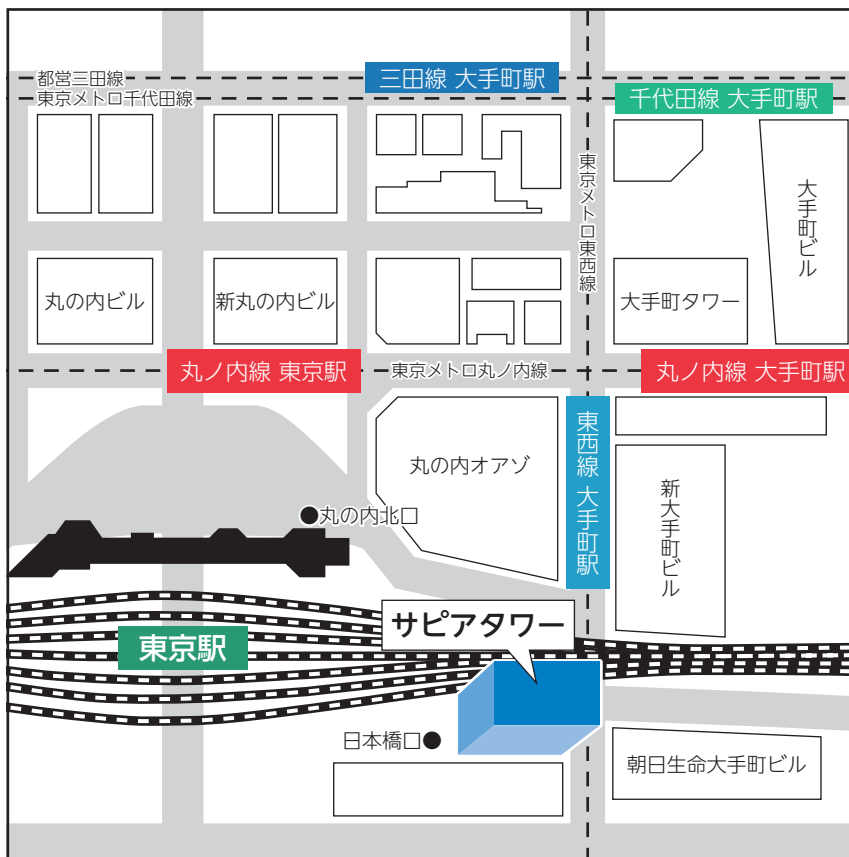 都営三田線
三田線 大手町駅
東京メトロ千代田線
千代田線 大手町駅
東京メトロ東西線
大手町ビル
丸の内ビル
新丸の内ビル
大手町タワー
丸ノ内線 東京駅
東京メトロ丸ノ内線
丸ノ内線 大手町駅
東西線 大手町駅
丸の内オアゾ
新大手町ビル
●丸の内北口
サピアタワー
東京駅
日本橋口●
朝日生命大手町ビル